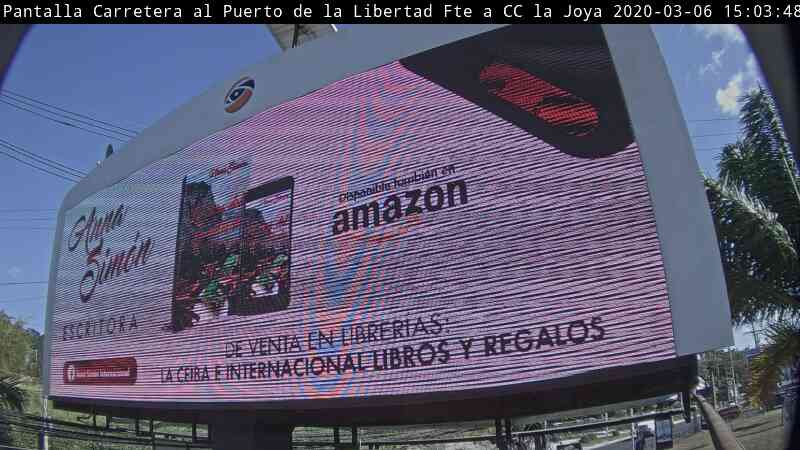 Pantalla Carretera al Puerto de la Libertad Fte a CC la Joya 2020-03-06 15:03:48
Anna
Simón
ESCRITORA
Disponible también en
amazon
DE VENTA EN LIBRERÍAS:
LA CEIBA E INTERNACIONAL LIBROS Y REGALOS